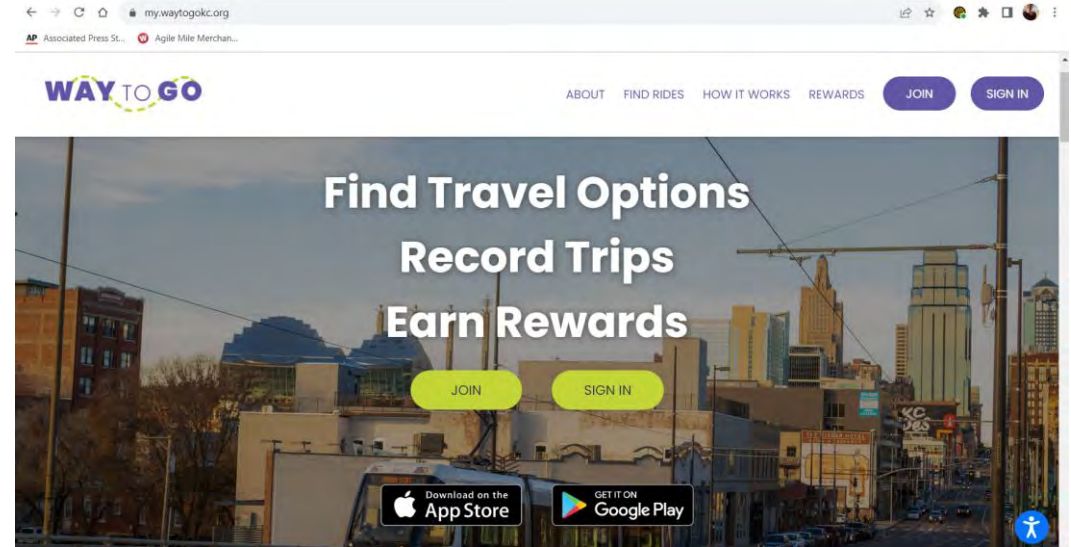 my.waytogokc.org
AP Associated Press St... Agile Mile Merchan...
WAY TO GO
ABOUT FIND RIDES HOW IT WORKS REWARDS JOIN SIGN IN
Find Travel Options
Record Trips
Earn Rewards
JOIN SIGN IN
KC
Download on the
App Store
GET IT ON
Google Play